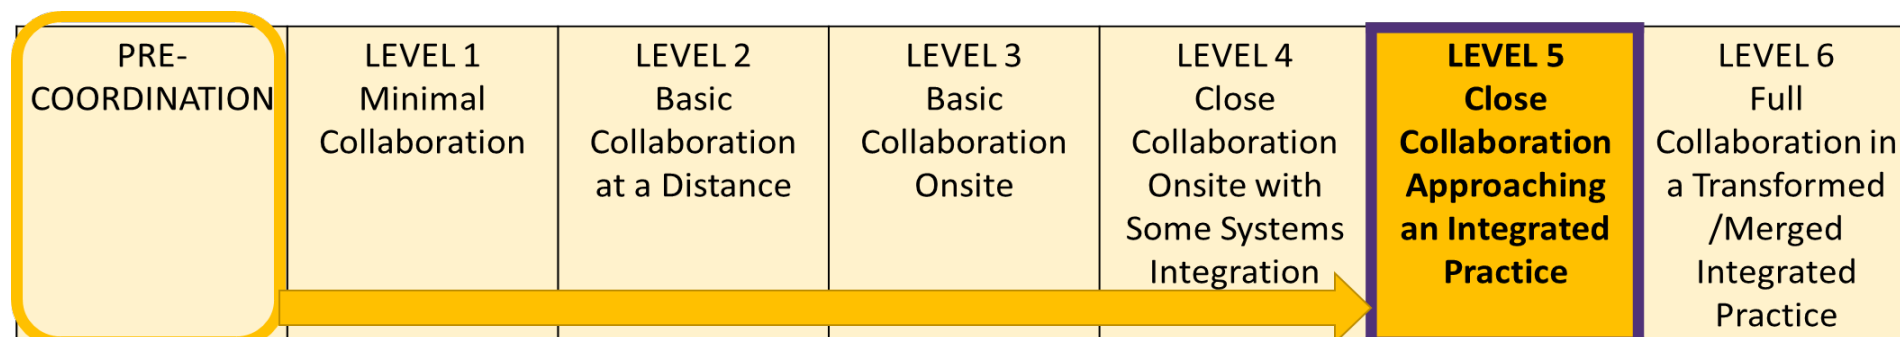 PRE-
COORDINATION
LEVEL 1
Minimal
Collaboration
LEVEL 2
Basic
Collaboration
at a Distance
LEVEL 3
Basic
Collaboration
Onsite
LEVEL 4
Close
Collaboration
Onsite with
Some Systems
Integration
LEVEL 5
Close
Collaboration
Approaching
an Integrated
Practice
LEVEL 6
Full
Collaboration in
a Transformed
/Merged
Integrated
Practice